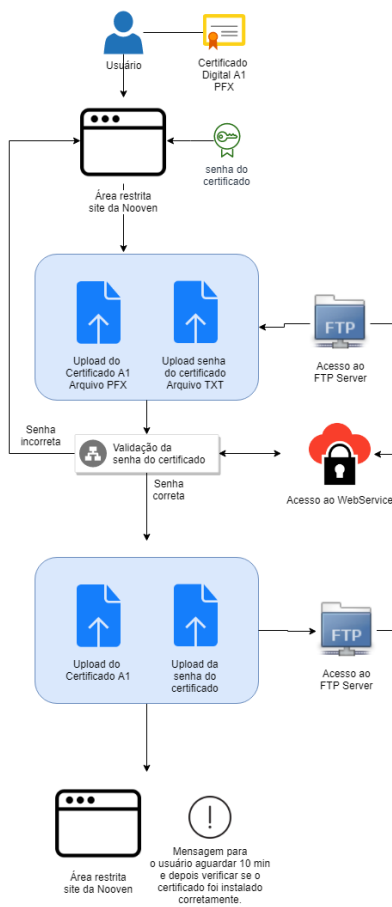 Usuário
Certificado
Digital A1
PFX
senha do
certificado
Área restrita
site da Nooven
Upload do
Certificado A1
Arquivo PFX
Upload senha
do certificado
Arquivo TXT
FTP
Acesso ao
FTP Server
Senha
incorreta
Validação da
senha do certificado
Acesso ao WebService
Senha
correta
Upload do
Certificado A1
Upload da
senha do
certificado
FTP
Acesso ao
FTP Server
Área restrita
site da Nooven
Mensagem para
o usuário aguardar 10 min
e depois verificar se o
certificado foi instalado
corretamente.